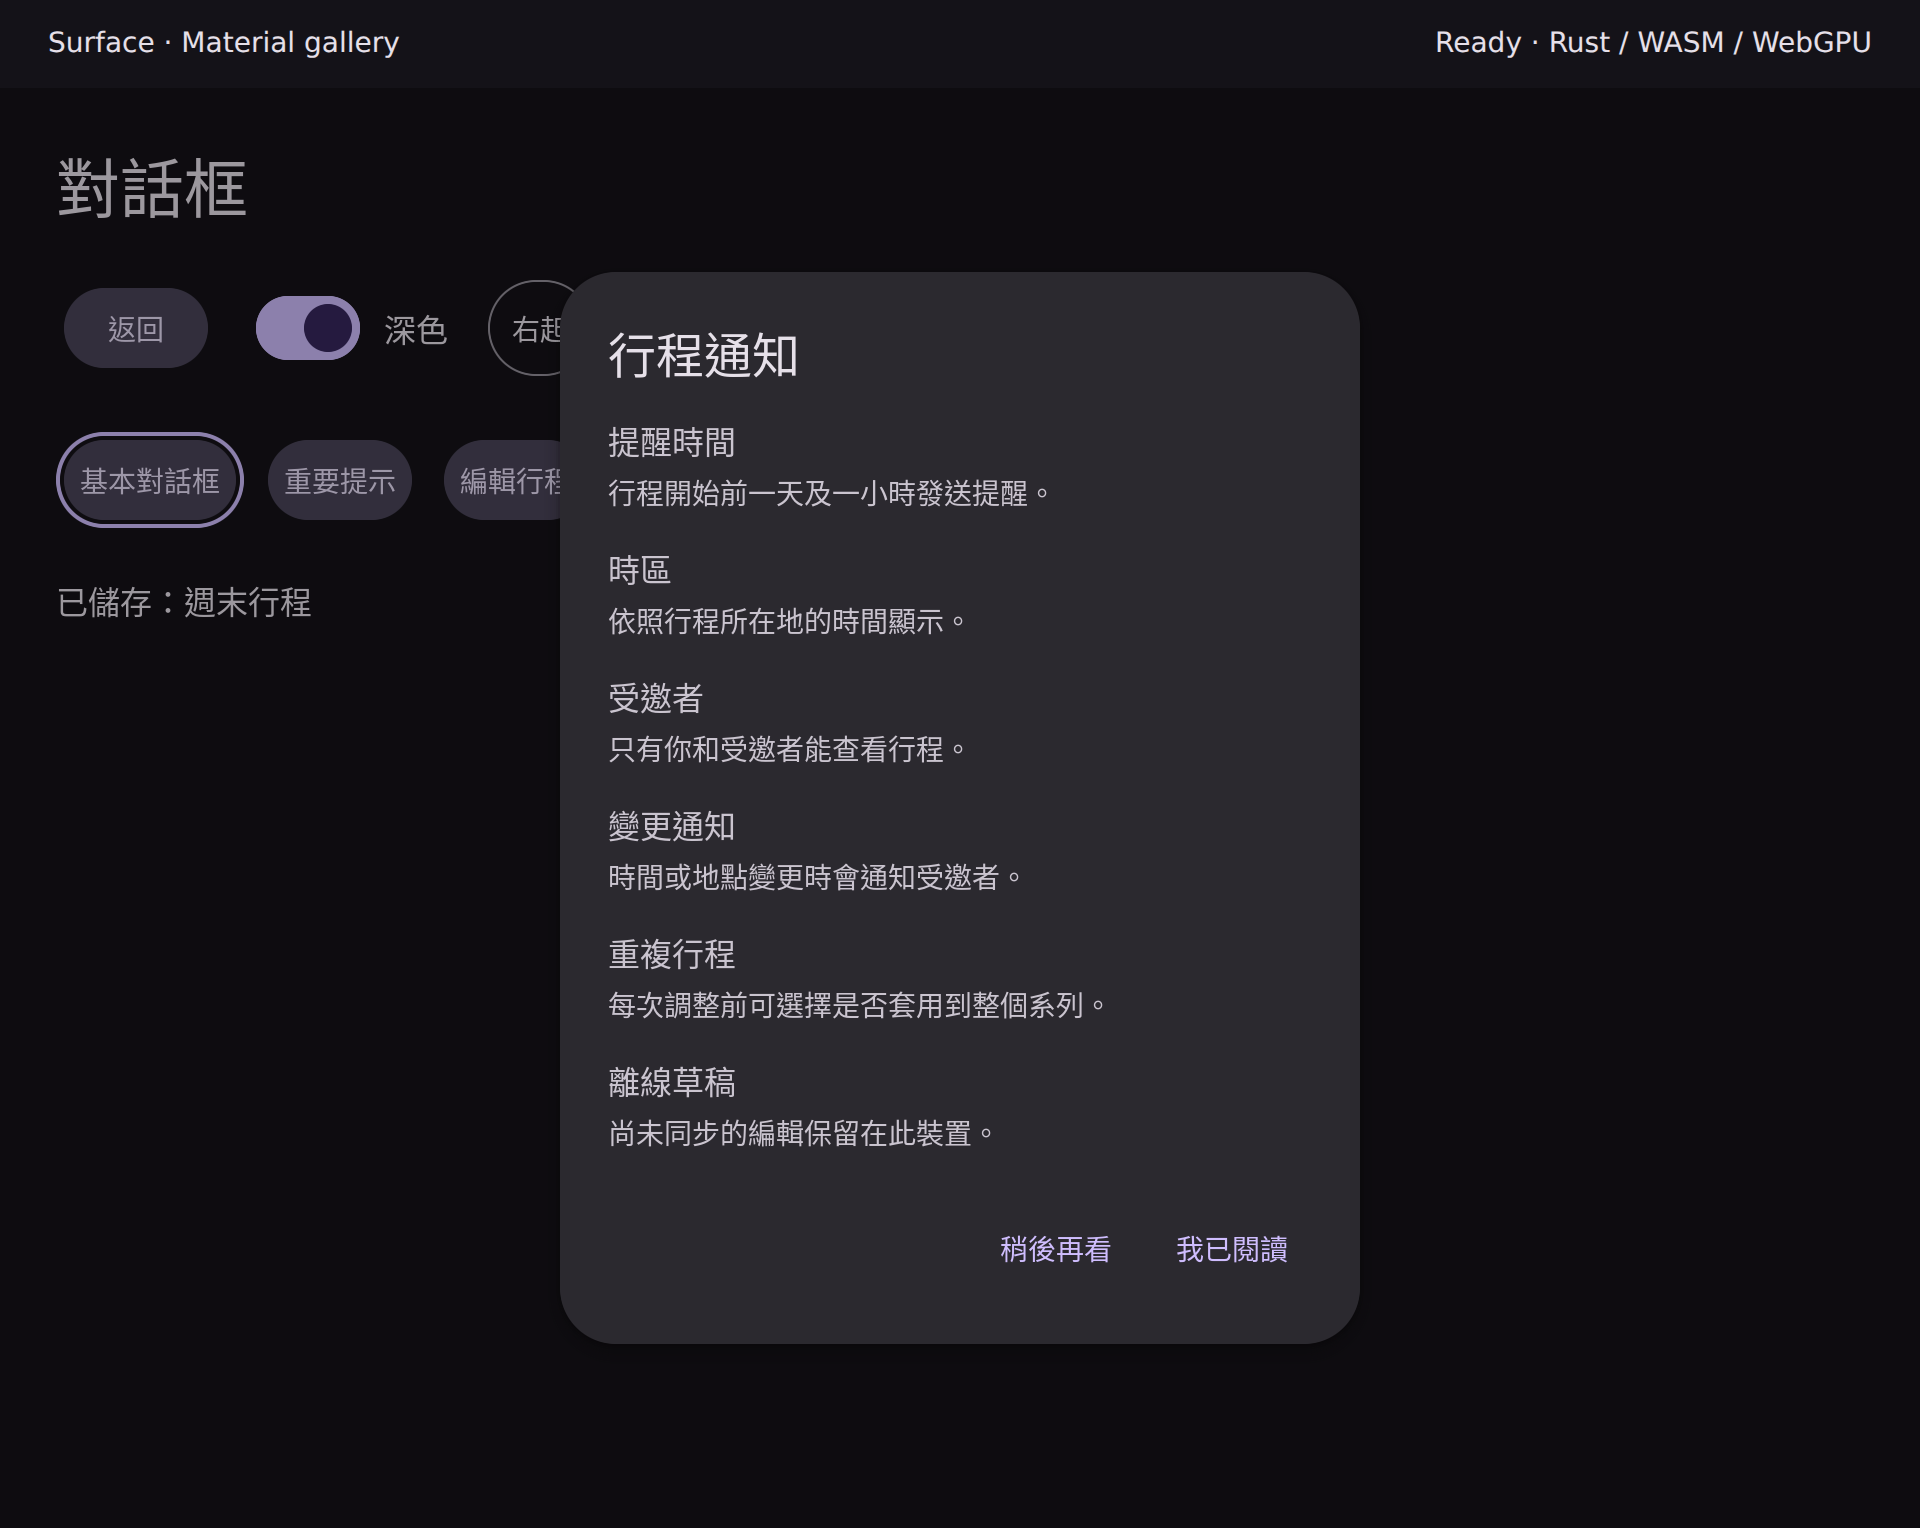 Surface · Material gallery
Ready · Rust / WASM / WebGPU
對話框
返回
深色
右起
基本對話框
重要提示
編輯行程
已儲存：週末行程
行程通知
提醒時間
行程開始前一天及一小時發送提醒。
時區
依照行程所在地的時間顯示。
受邀者
只有你和受邀者能查看行程。
變更通知
時間或地點變更時會通知受邀者。
重複行程
每次調整前可選擇是否套用到整個系列。
離線草稿
尚未同步的編輯保留在此裝置。
稍後再看
我已閱讀